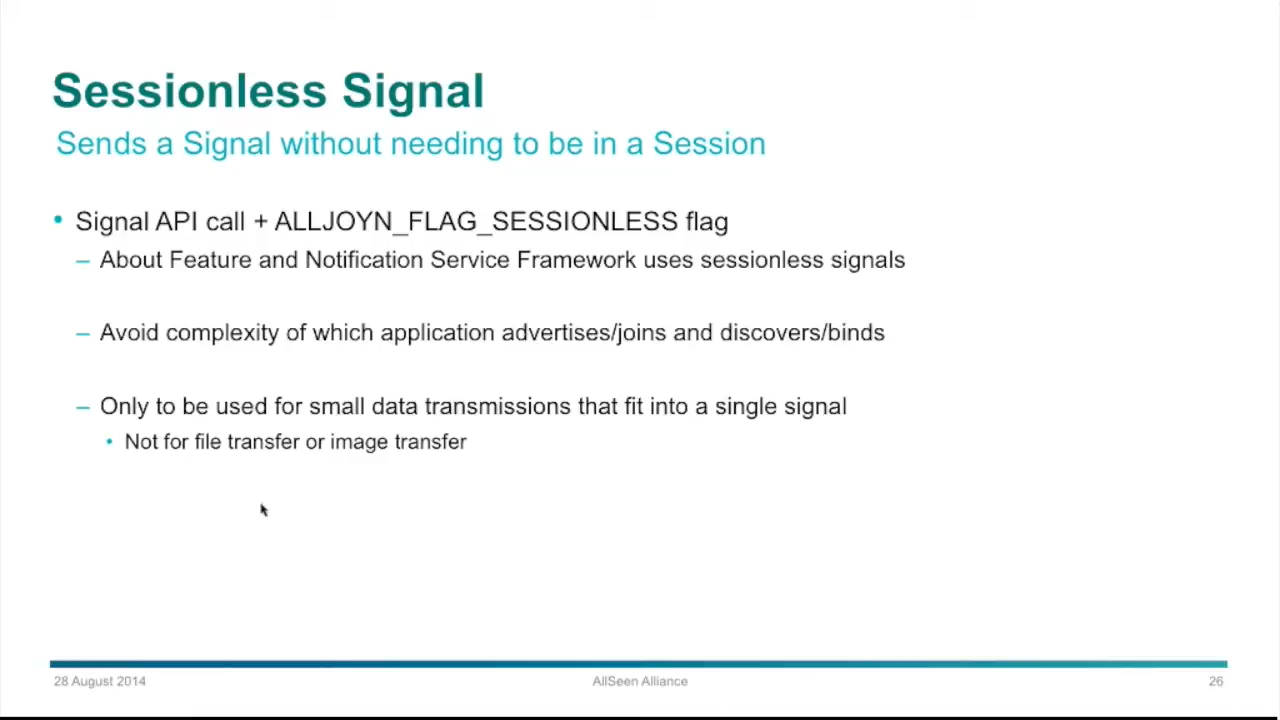 Sessionless Signal
Sends a Signal without needing to be in a Session
• Signal API call + ALLJOYN_FLAG_SESSIONLESS flag
– About Feature and Notification Service Framework uses sessionless signals
– Avoid complexity of which application advertises/joins and discovers/binds
– Only to be used for small data transmissions that fit into a single signal
• Not for file transfer or image transfer
28 August 2014
AllSeen Alliance
26